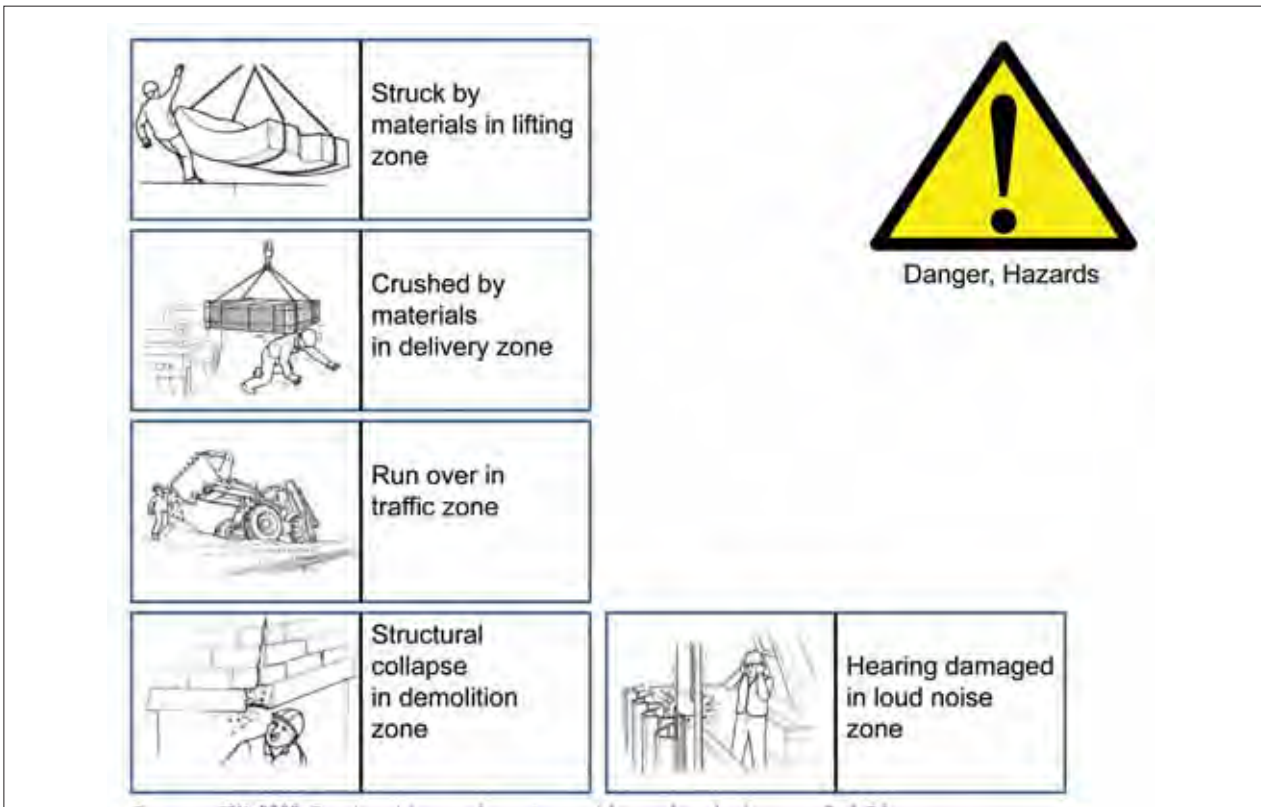 Struck by
materials in lifting
zone
Danger, Hazards
Crushed by
materials
in delivery zone
Run over in
traffic zone
Structural
collapse
in demolition
zone
Hearing damaged
in loud noise
zone